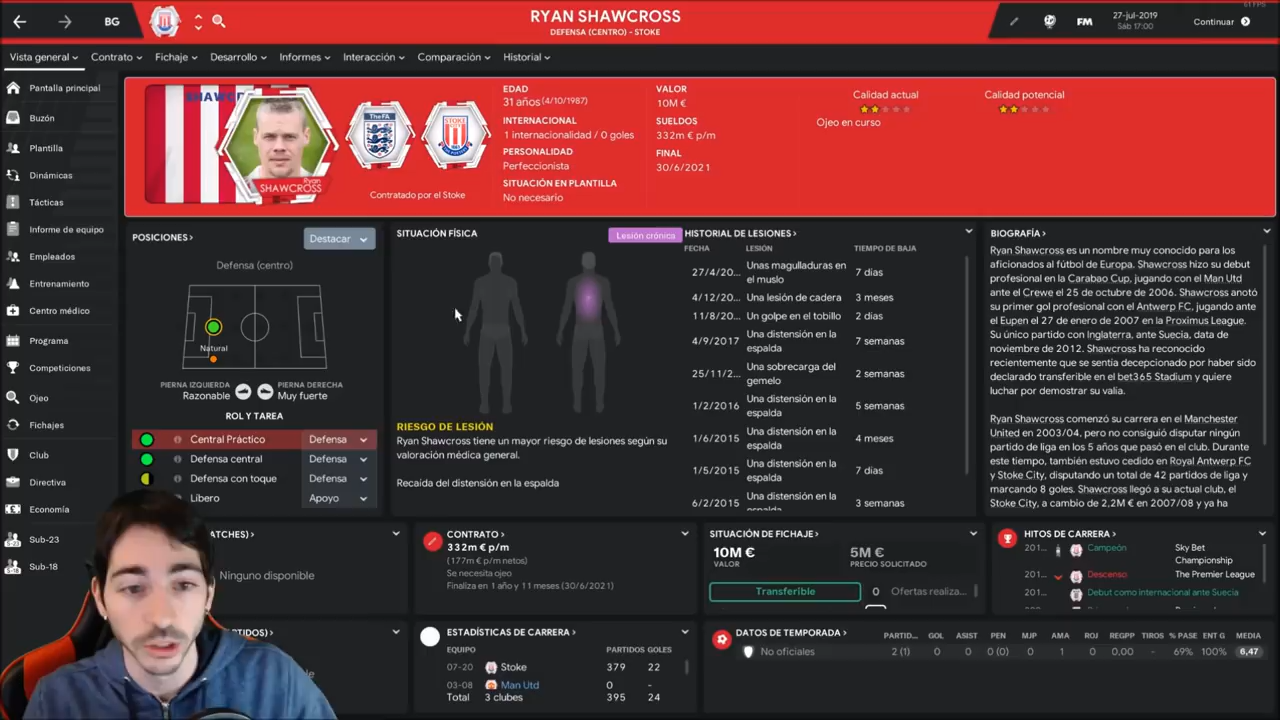 61 FPS
BG
RYAN SHAWCROSS
DEFENSA (CENTRO) - STOKE
FM
27-jul-2019
Sáb 17:00
Continuar
Vista general
Contrato
Fichaje
Desarrollo
Informes
Interacción
Comparación
Historial
Pantalla principal
Buzón
Plantilla
Dinámicas
Tácticas
Informe de equipo
Empleados
Entrenamiento
Centro médico
Programa
Competiciones
Ojeo
Fichajes
Club
Directiva
Economía
Sub-23
Sub-18
Ryan
SHAWCROSS
TheFA
Contratado por el Stoke
EDAD
31 años (4/10/1987)
INTERNACIONAL
1 internacionalidad / 0 goles
PERSONALIDAD
Perfeccionista
SITUACIÓN EN PLANTILLA
No necesario
VALOR
10M €
SUELDOS
332m € p/m
FINAL
30/6/2021
Calidad actual
Calidad potencial
Ojeo en curso
POSICIONES
Destacar
Defensa (centro)
Natural
PIERNA IZQUIERDA
Razonable
PIERNA DERECHA
Muy fuerte
ROL Y TAREA
Central Práctico Defensa
Defensa central Defensa
Defensa con toque Defensa
Líbero Apoyo
SITUACIÓN FÍSICA
Lesión crónica
RIESGO DE LESIÓN
Ryan Shawcross tiene un mayor riesgo de lesiones según su
valoración médica general.
Recaída del distensión en la espalda
HISTORIAL DE LESIONES
FECHA LESIÓN TIEMPO DE BAJA
27/4/20... Unas magulladuras en el muslo 7 días
4/12/20... Una lesión de cadera 3 meses
11/8/20... Un golpe en el tobillo 2 días
4/9/2017 Una distensión en la espalda 7 semanas
25/11/2... Una sobrecarga del gemelo 2 semanas
1/2/2016 Una distensión en la espalda 5 semanas
1/6/2015 Una distensión en la espalda 4 meses
1/5/2015 Una distensión en la espalda 7 días
6/2/2015 Una distensión en la 3 semanas
BIOGRAFÍA
Ryan Shawcross es un nombre muy conocido para los
aficionados al fútbol de Europa. Shawcross hizo su debut
profesional en la Carabao Cup, jugando con el Man Utd
ante el Crewe el 25 de octubre de 2006. Shawcross anotó
su primer gol profesional con el Antwerp FC, jugando ante
el Eupen el 27 de enero de 2007 en la Proximus League.
Su único partido con Inglaterra, ante Suecia, data de
noviembre de 2012. Shawcross ha reconocido
recientemente que se sentía decepcionado por haber sido
declarado transferible en el bet365 Stadium y quiere
luchar por demostrar su valía.
Ryan Shawcross comenzó su carrera en el Manchester
United en 2003/04, pero no consiguió disputar ningún
partido de liga en los 5 años que pasó en el club. Durante
este tiempo, también estuvo cedido en Royal Antwerp FC
y Stoke City, disputando un total de 42 partidos de liga y
marcando 8 goles. Shawcross llegó a su actual club, el
Stoke City, a cambio de 2,2M € en 2007/08 y ya ha
Ninguno disponible
CONTRATO
332m € p/m
(177m € p/m netos)
Se necesita ojeo
Finaliza en 1 año y 11 meses (30/6/2021)
SITUACIÓN DE FICHAJE
10M € 5M €
VALOR PRECIO SOLICITADO
Transferible 0 Ofertas realiza...
HITOS DE CARRERA
201... Campeón Sky Bet Championship
201... Descenso The Premier League
201... Debut como internacional ante Suecia
ESTADÍSTICAS DE CARRERA
EQUIPO PARTIDOS GOLES
07-20 Stoke 379 22
03-08 Man Utd 0 -
Total 3 clubes 395 24
DATOS DE TEMPORADA PARTID... GOL ASIST PEN MJP AMA ROJ REGPP TIROS % PASE ENT G MEDIA
No oficiales 2 (1) 0 0 0 (0) 0 1 0 0,00 - 69% 100% 6,47